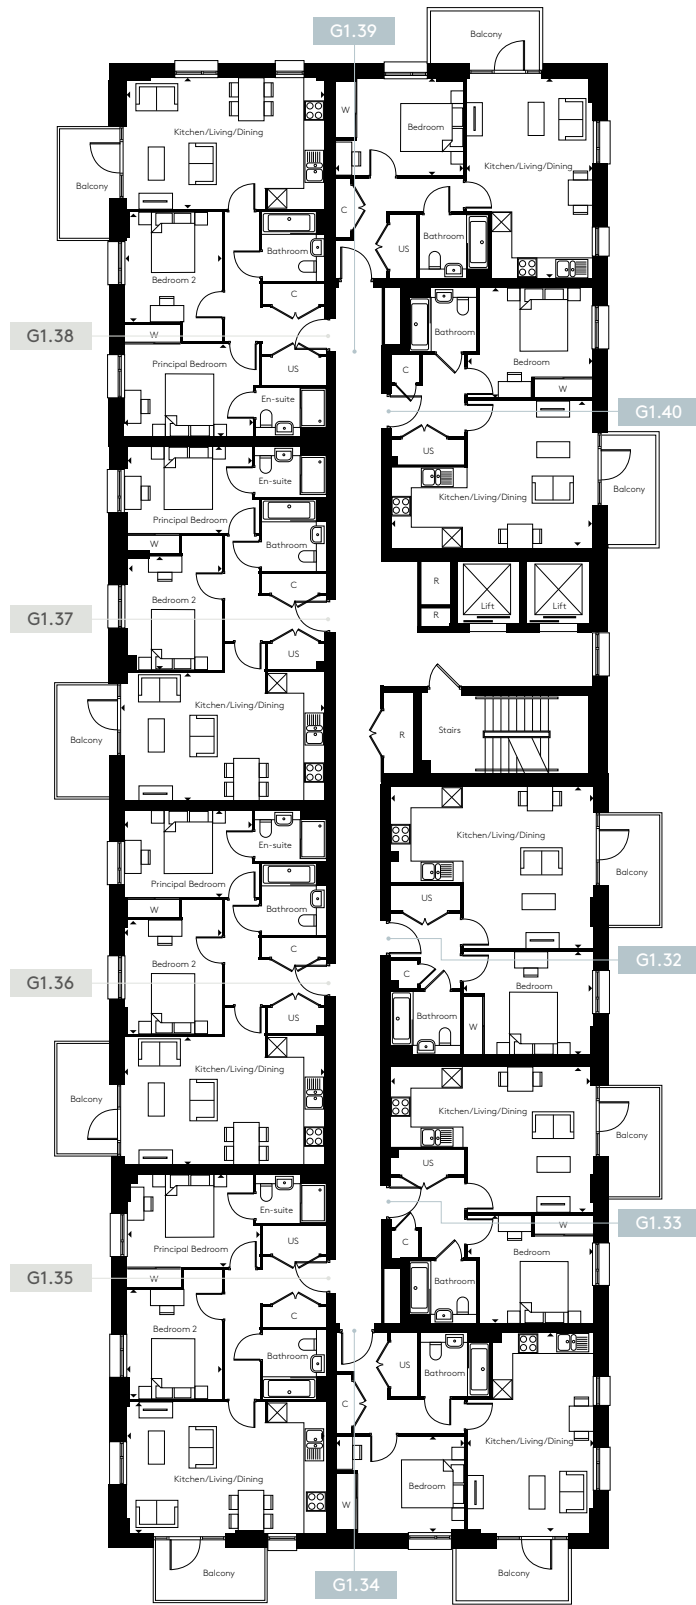 G1.39
Balcony
Kitchen/Living/Dining
W
Bedroom
Kitchen/Living/Dining
Balcony
C
Bathroom
US
Bathroom
Bedroom 2
C
Bathroom
G1.38
W
Principal Bedroom
US
C
Bedroom
W
En-suite
G1.40
US
En-suite
Principal Bedroom
Kitchen/Living/Dining
Balcony
W
Bathroom
C
R
Lift
Lift
Bedroom 2
R
G1.37
US
Kitchen/Living/Dining
Stairs
R
Balcony
Kitchen/Living/Dining
En-suite
Principal Bedroom
Balcony
US
W
Bathroom
C
G1.32
Bedroom 2
C
Bedroom
G1.36
US
Bathroom
W
Kitchen/Living/Dining
Balcony
Kitchen/Living/Dining
Balcony
US
En-suite
G1.33
W
Principal Bedroom
US
C
Bedroom
G1.35
W
Bathroom
C
Bedroom 2
Bathroom
US
Bathroom
C
Kitchen/Living/Dining
Kitchen/Living/Dining
Bedroom
W
Balcony
Balcony
G1.34